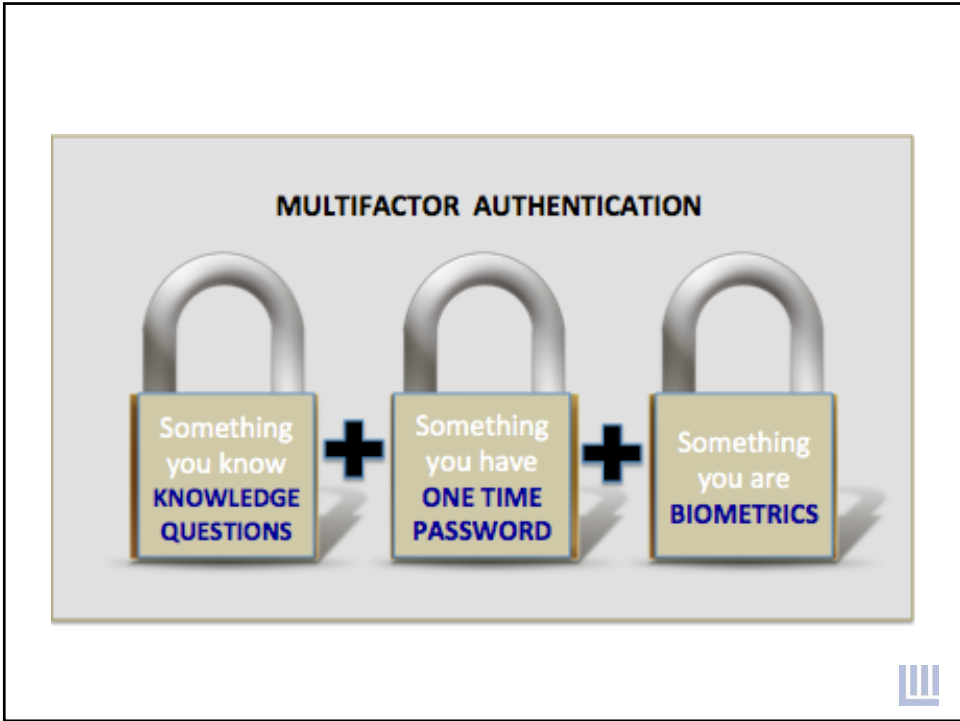 MULTIFACTOR AUTHENTICATION
Something
you know
KNOWLEDGE
QUESTIONS
Something
you have
ONE TIME
PASSWORD
Something
you are
BIOMETRICS